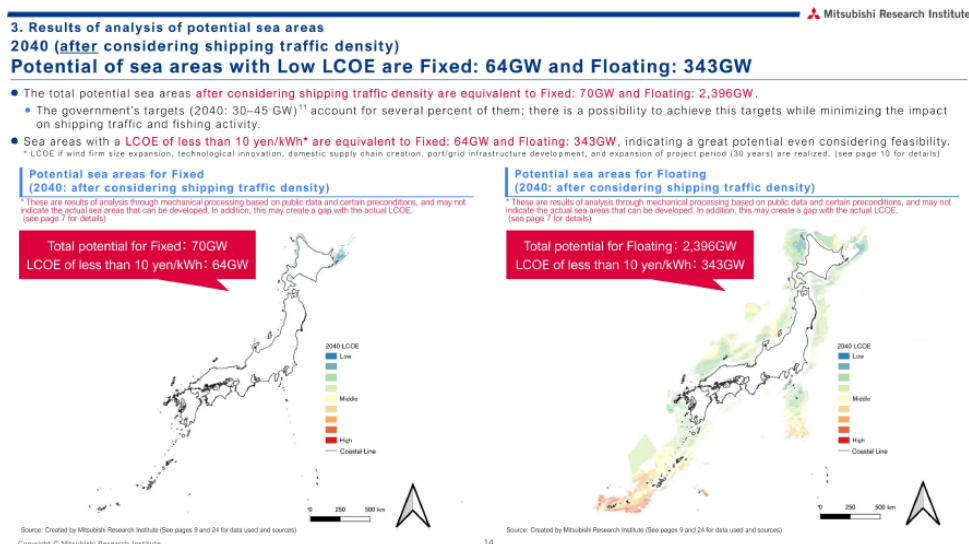 Mitsubishi Research Institute
3. Results of analysis of potential sea areas
2040 (after considering shipping traffic density)
Potential of sea areas with Low LCOE are Fixed: 64GW and Floating: 343GW
● The total potential sea areas after considering shipping traffic density are equivalent to Fixed: 70GW and Floating: 2,396GW.
● The government's targets (2040: 30–45 GW)11 account for several percent of them; there is a possibility to achieve this targets while minimizing the impact
on shipping traffic and fishing activity.
● Sea areas with a LCOE of less than 10 yen/kWh* are equivalent to Fixed: 64GW and Floating: 343GW, indicating a great potential even considering feasibility.
* LCOE if wind firm size expansion, technological innovation, domestic supply chain creation, port/grid infrastructure development, and expansion of project period (30 years) are realized. (see page 10 for details)
Potential sea areas for Fixed
(2040: after considering shipping traffic density)
* These are results of analysis through mechanical processing based on public data and certain preconditions, and may not
indicate the actual sea areas that can be developed. In addition, this may create a gap with the actual LCOE.
(see page 7 for details)
Total potential for Fixed: 70GW
LCOE of less than 10 yen/kWh: 64GW
2040 LCOE
Low
Middle
High
Coastal Line
0 250 500 km
Source: Created by Mitsubishi Research Institute (See pages 9 and 24 for data used and sources)
Potential sea areas for Floating
(2040: after considering shipping traffic density)
* These are results of analysis through mechanical processing based on public data and certain preconditions, and may not
indicate the actual sea areas that can be developed. In addition, this may create a gap with the actual LCOE.
(see page 7 for details)
Total potential for Floating: 2,396GW
LCOE of less than 10 yen/kWh: 343GW
2040 LCOE
Low
Middle
High
Coastal Line
0 250 500 km
Source: Created by Mitsubishi Research Institute (See pages 9 and 24 for data used and sources)
Copyright © Mitsubishi Research Institute
14